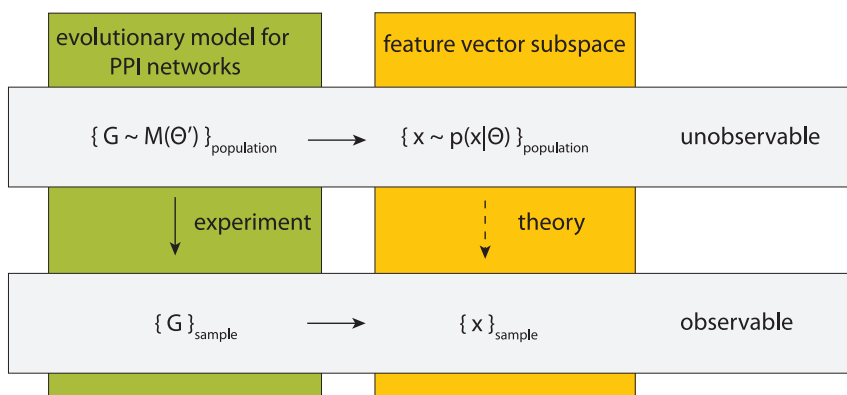 evolutionary model for
PPI networks
feature vector subspace
{ G ~ M(Θ') }population
{ x ~ p(x|Θ) }population
unobservable
experiment
theory
{ G }sample
{ x }sample
observable